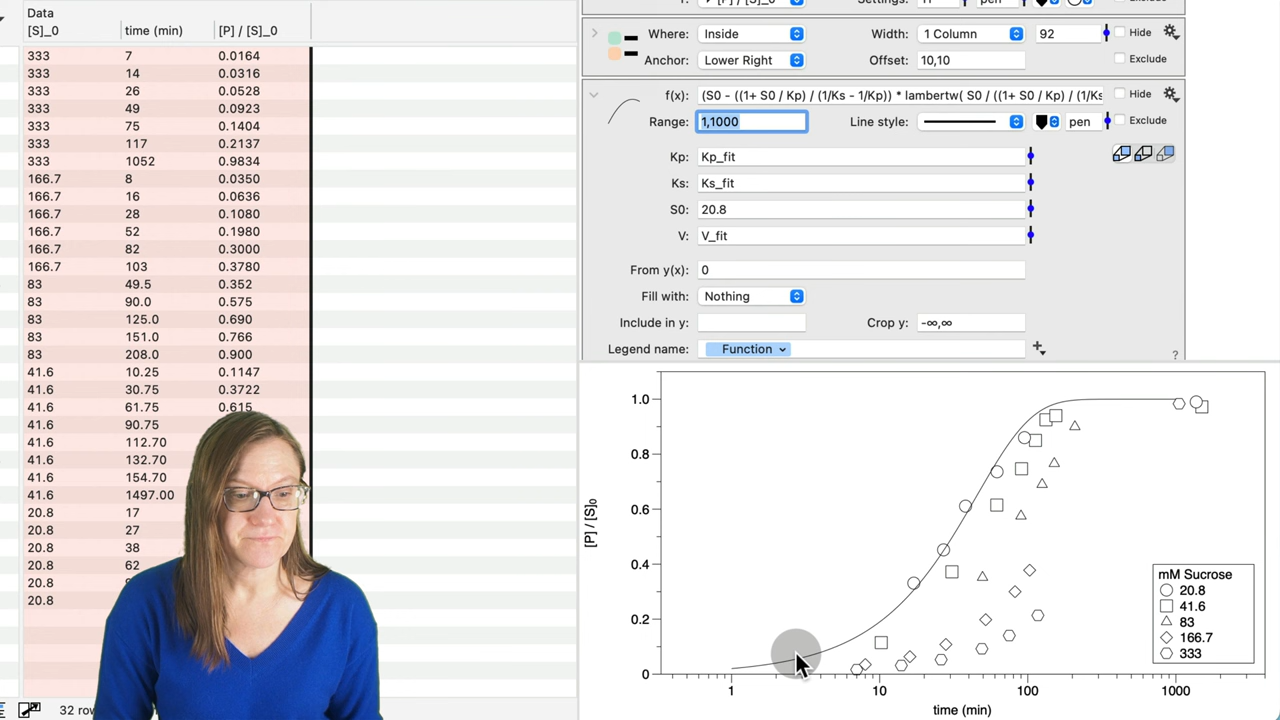 Data
[S]_0 time (min) [P] / [S]_0
333 7 0.0164
333 14 0.0316
333 26 0.0528
333 49 0.0923
333 75 0.1404
333 117 0.2137
333 1052 0.9834
166.7 8 0.0350
166.7 16 0.0636
166.7 28 0.1080
166.7 52 0.1980
166.7 82 0.3000
166.7 103 0.3780
83 49.5 0.352
83 90.0 0.575
83 125.0 0.690
83 151.0 0.766
83 208.0 0.900
41.6 10.25 0.1147
41.6 30.75 0.3722
41.6 61.75 0.615
41.6 90.75
41.6 112.70
41.6 132.70
41.6 154.70
41.6 1497.00
20.8 17
20.8 27
20.8 38
20.8 62
20.8
20.8
32
Where: Inside Width: 1 Column 92 Hide
Anchor: Lower Right Offset: 10,10 Exclude
f(x): (S0 - ((1+ S0 / Kp) / (1/Ks - 1/Kp)) * lambertw( S0 / ((1+ S0 / Kp) / (1/Ks Hide
Range: 1,1000 Line style: pen Exclude
Kp: Kp_fit
Ks: Ks_fit
S0: 20.8
V: V_fit
From y(x): 0
Fill with: Nothing
Include in y: Crop y: -∞,∞
Legend name: Function ?
1.0
0.8
0.6
0.4
0.2
0
[P] / [S]₀
1 10 100 1000
time (min)
mM Sucrose
20.8
41.6
83
166.7
333